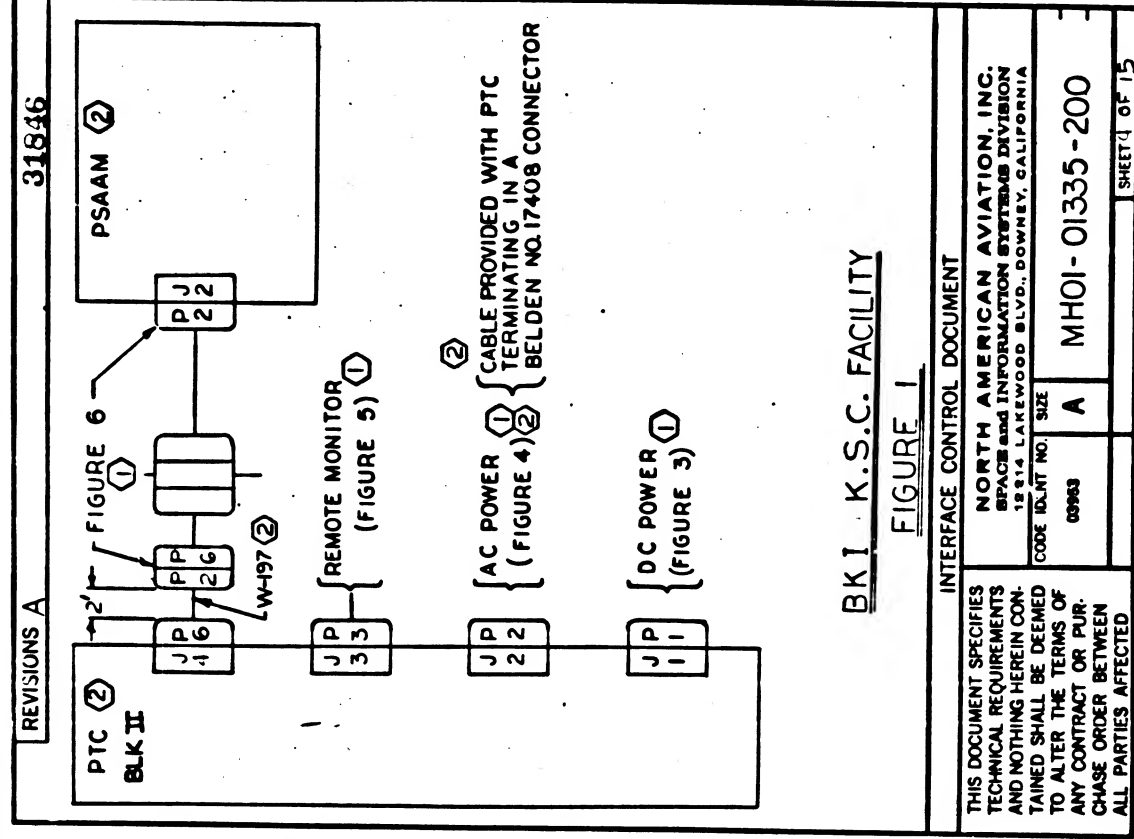 REVISIONS A
31846
PTC 2
BLK II
PSAAM 2
2'
FIGURE 6
1
J P
4 6
P P
2 6
P J
2 2
W-197 2
J P
3 3
REMOTE MONITOR 1
(FIGURE 5)
J P
2 2
AC POWER 1
(FIGURE 4) 2
2
CABLE PROVIDED WITH PTC
TERMINATING IN A
BELDEN NO. 17408 CONNECTOR
J P
1 1
DC POWER 1
(FIGURE 3)
BK I K.S.C. FACILITY
FIGURE 1
INTERFACE CONTROL DOCUMENT
THIS DOCUMENT SPECIFIES
TECHNICAL REQUIREMENTS
AND NOTHING HEREIN CON-
TAINED SHALL BE DEEMED
TO ALTER THE TERMS OF
ANY CONTRACT OR PUR-
CHASE ORDER BETWEEN
ALL PARTIES AFFECTED
NORTH AMERICAN AVIATION, INC.
SPACE and INFORMATION SYSTEMS DIVISION
12214 LAKEWOOD BLVD., DOWNEY, CALIFORNIA
CODE IDENT NO.
03953
SIZE
A
MH01-01335-200
SHEET 4 OF 15